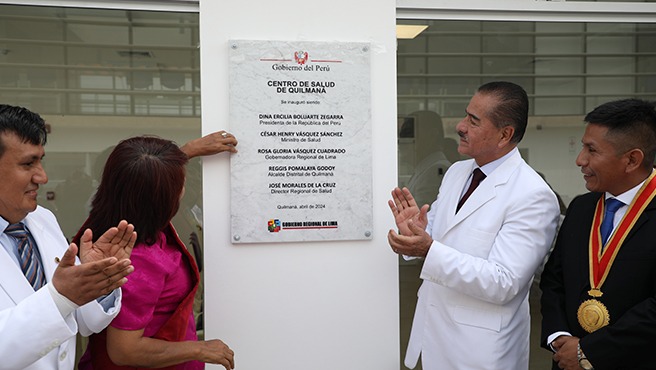 Gobierno del Perú
CENTRO DE SALUD
DE QUILMANÁ
Se inauguró siendo
DINA ERCILIA BOLUARTE ZEGARRA
Presidenta de la República del Perú
CÉSAR HENRY VÁSQUEZ SÁNCHEZ
Ministro de Salud
ROSA GLORIA VÁSQUEZ CUADRADO
Gobernadora Regional de Lima
REGGIS POMALAYA GODOY
Alcalde Distrital de Quilmaná
JOSÉ MORALES DE LA CRUZ
Director Regional de Salud
Quilmaná, abril de 2024
GOBIERNO REGIONAL DE LIMA